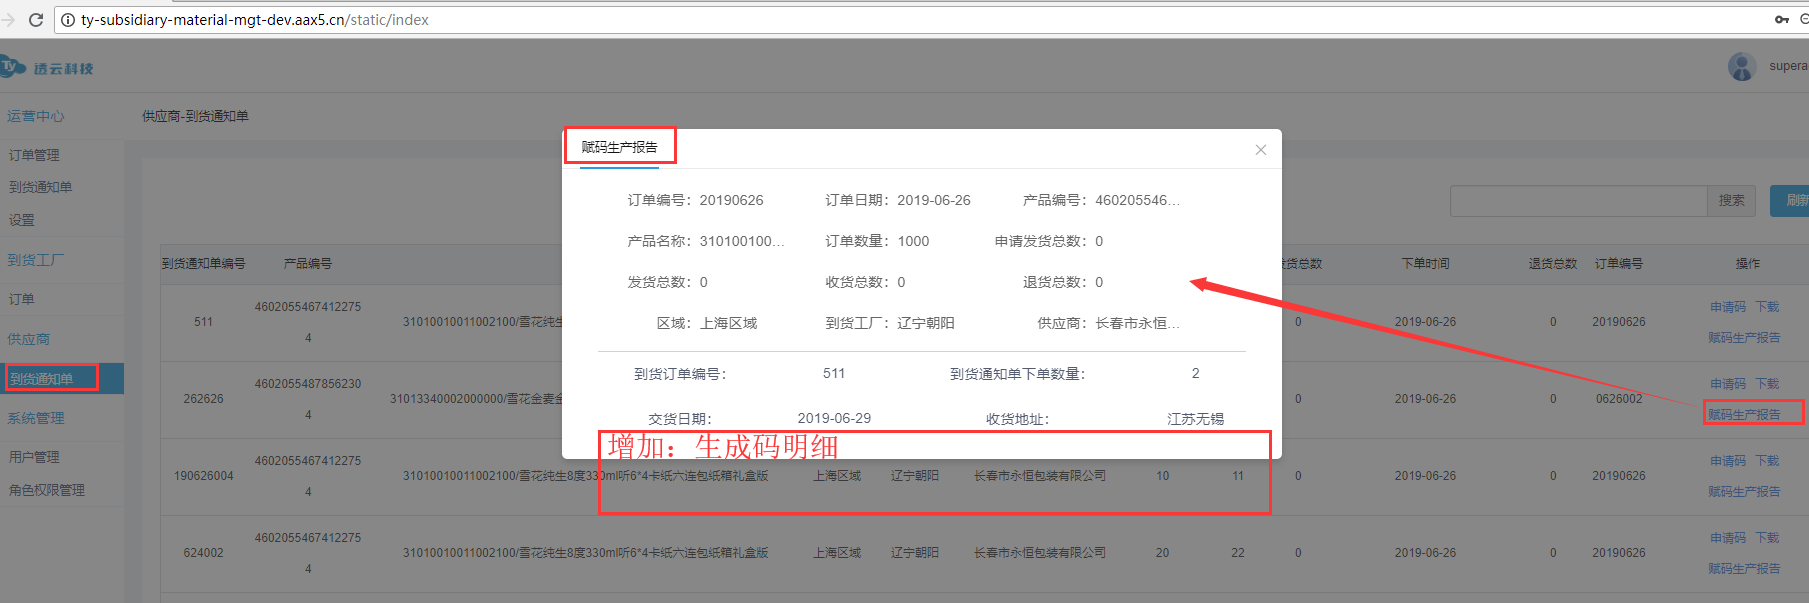 ty-subsidiary-material-mgt-dev.aax5.cn/static/index
Ty 透云科技
supera
运营中心
供应商-到货通知单
订单管理
到货通知单
设置
到货工厂
订单
供应商
到货通知单
系统管理
用户管理
角色权限管理
搜索
刷新
到货通知单编号 产品编号 发货总数 下单时间 退货总数 订单编号 操作
511 46020554674122754 31010010011002100/雪花纯生 0 2019-06-26 0 20190626 申请码 下载 赋码生产报告
262626 46020554878562304 31013340002000000/雪花金麦金 0 2019-06-26 0 0626002 申请码 下载 赋码生产报告
190626004 46020554674122754 31010010011002100/雪花纯生8度330ml听6*4卡纸六连包纸箱礼盒版 上海区域 辽宁朝阳 长春市永恒包装有限公司 10 11 0 2019-06-26 0 20190626 申请码 下载 赋码生产报告
624002 46020554674122754 31010010011002100/雪花纯生8度330ml听6*4卡纸六连包纸箱礼盒版 上海区域 辽宁朝阳 长春市永恒包装有限公司 20 22 0 2019-06-26 0 20190626 申请码 下载 赋码生产报告
赋码生产报告
订单编号：20190626 订单日期：2019-06-26 产品编号：460205546...
产品名称：310100100... 订单数量：1000 申请发货总数：0
发货总数：0 收货总数：0 退货总数：0
区域：上海区域 到货工厂：辽宁朝阳 供应商：长春市永恒...
到货订单编号： 511 到货通知单下单数量： 2
交货日期： 2019-06-29 收货地址： 江苏无锡
增加：生成码明细